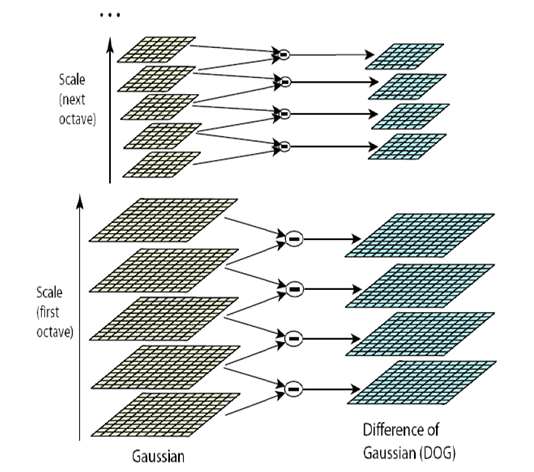 ...
Scale
(next
octave)
Scale
(first
octave)
Gaussian
Difference of
Gaussian (DOG)